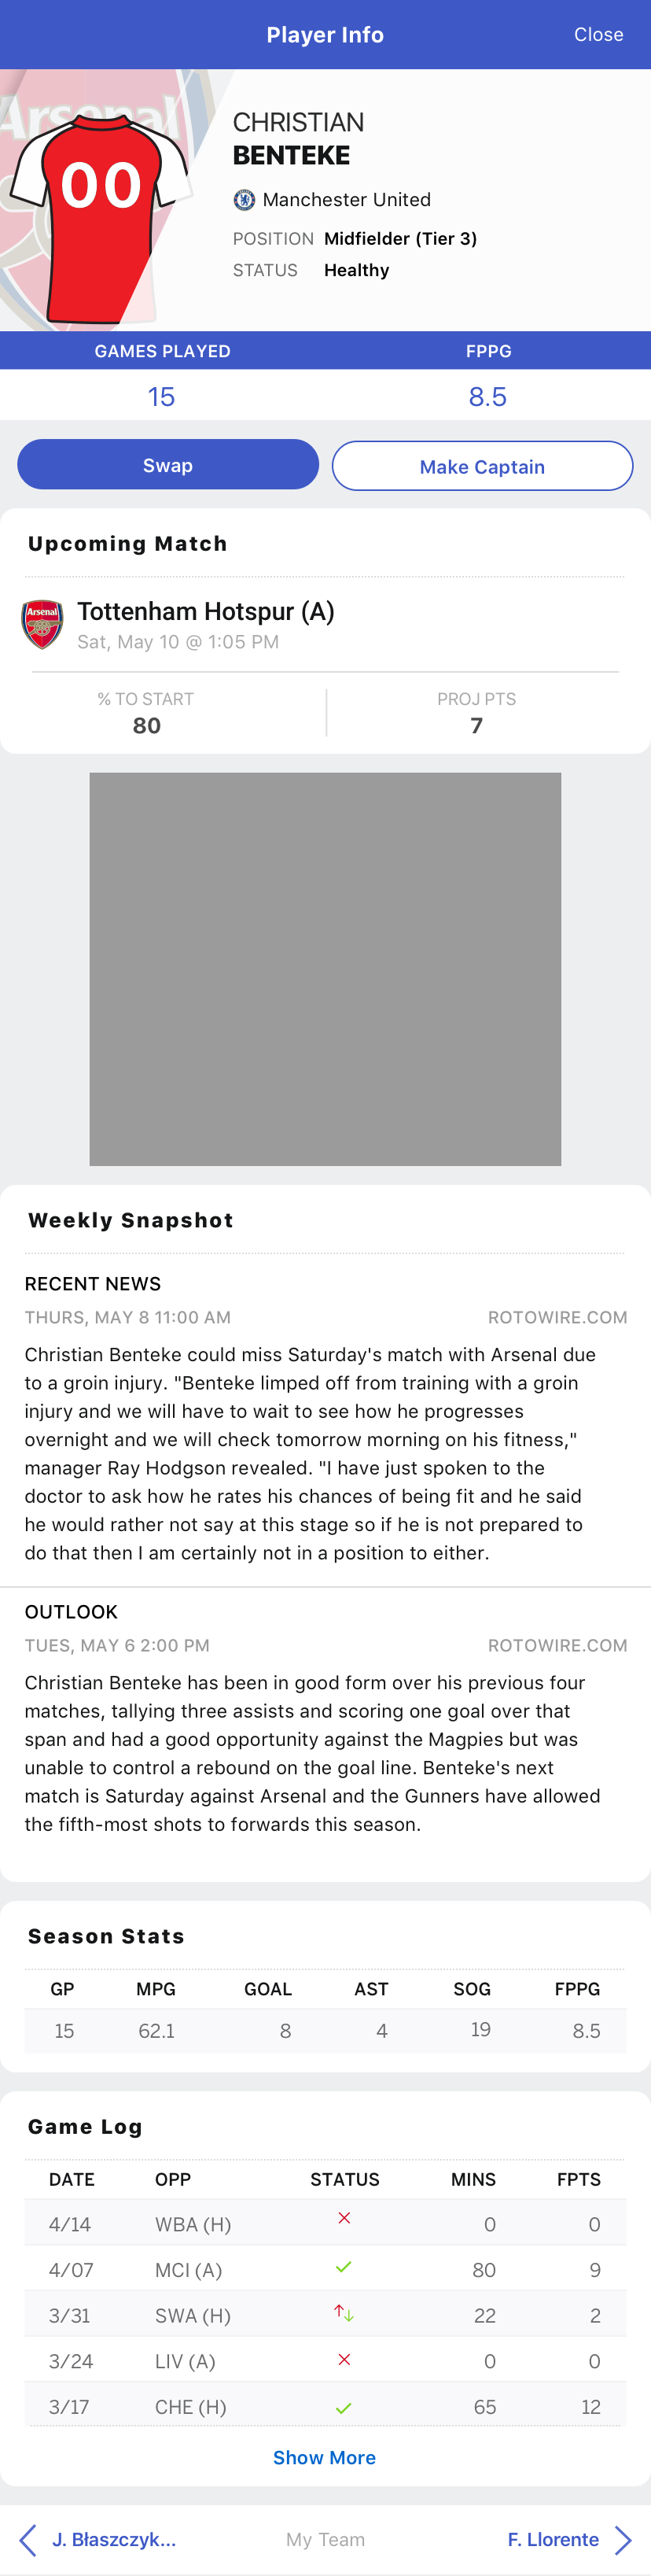 Player Info
Close
Arsenal
00
CHRISTIAN
BENTEKE
Manchester United
POSITION Midfielder (Tier 3)
STATUS Healthy
GAMES PLAYED FPPG
15 8.5
Swap Make Captain
Upcoming Match
Arsenal
Tottenham Hotspur (A)
Sat, May 10 @ 1:05 PM
% TO START PROJ PTS
80 7
Weekly Snapshot
RECENT NEWS
THURS, MAY 8 11:00 AM ROTOWIRE.COM
Christian Benteke could miss Saturday's match with Arsenal due
to a groin injury. "Benteke limped off from training with a groin
injury and we will have to wait to see how he progresses
overnight and we will check tomorrow morning on his fitness,"
manager Ray Hodgson revealed. "I have just spoken to the
doctor to ask how he rates his chances of being fit and he said
he would rather not say at this stage so if he is not prepared to
do that then I am certainly not in a position to either.
OUTLOOK
TUES, MAY 6 2:00 PM ROTOWIRE.COM
Christian Benteke has been in good form over his previous four
matches, tallying three assists and scoring one goal over that
span and had a good opportunity against the Magpies but was
unable to control a rebound on the goal line. Benteke's next
match is Saturday against Arsenal and the Gunners have allowed
the fifth-most shots to forwards this season.
Season Stats
GP MPG GOAL AST SOG FPPG
15 62.1 8 4 19 8.5
Game Log
DATE OPP STATUS MINS FPTS
4/14 WBA (H) 0 0
4/07 MCI (A) 80 9
3/31 SWA (H) 22 2
3/24 LIV (A) 0 0
3/17 CHE (H) 65 12
Show More
J. Błaszczyk... My Team F. Llorente